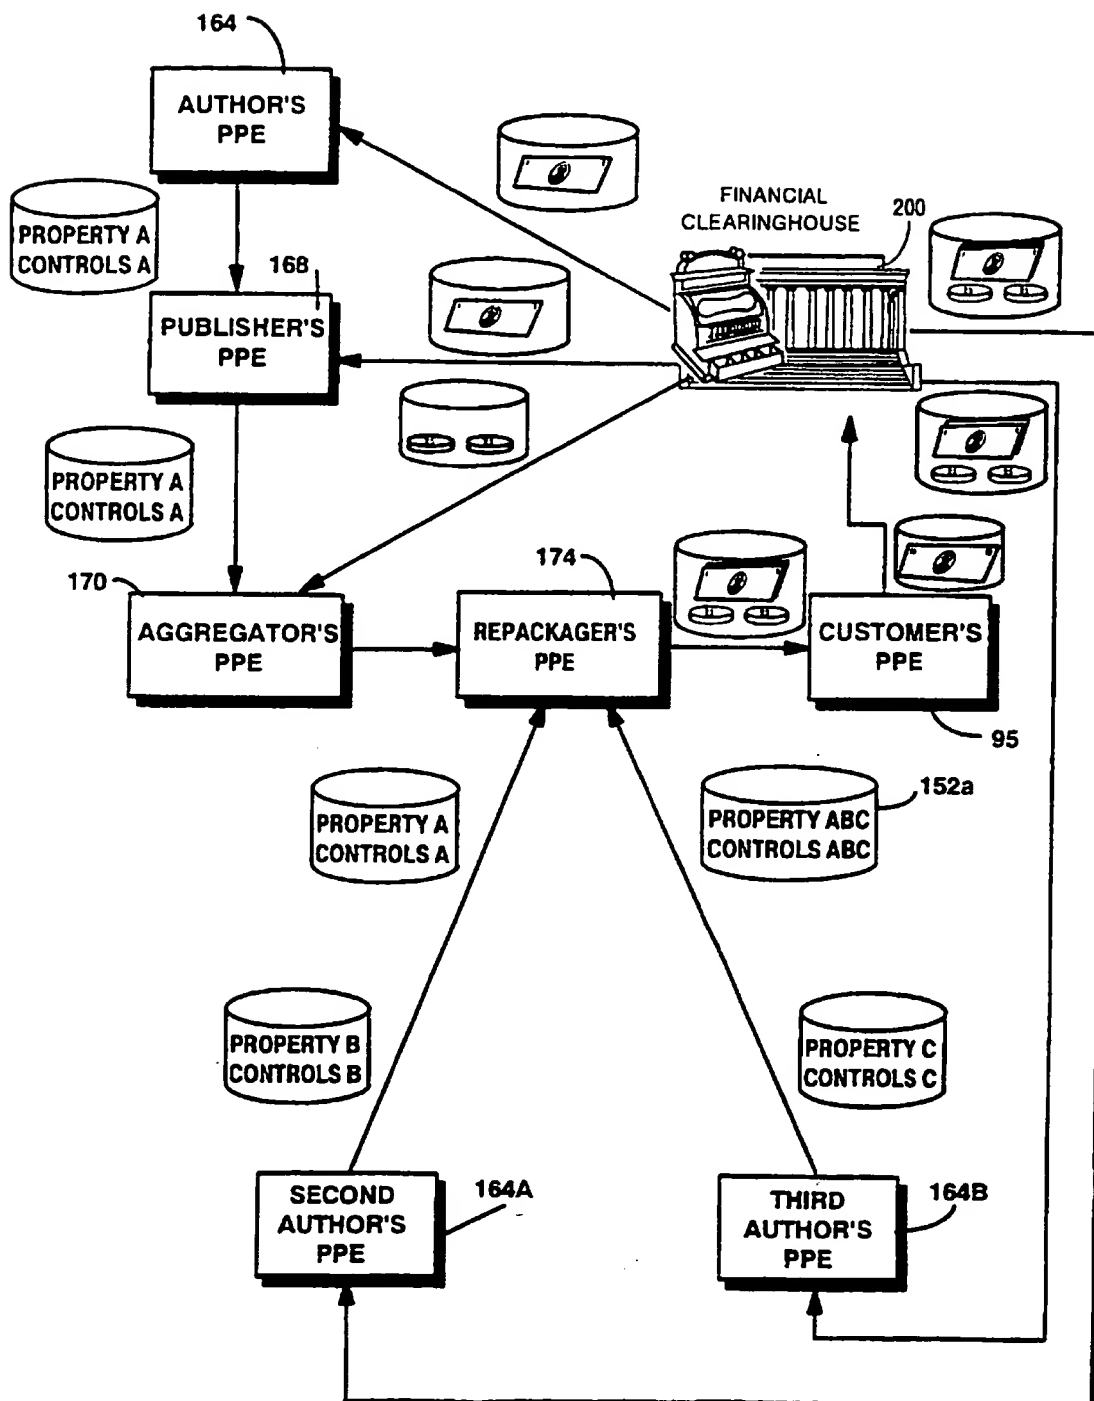 164
AUTHOR'S
PPE
PROPERTY A
CONTROLS A
FINANCIAL
CLEARINGHOUSE
200
168
PUBLISHER'S
PPE
PROPERTY A
CONTROLS A
170
AGGREGATOR'S
PPE
174
REPACKAGER'S
PPE
CUSTOMER'S
PPE
95
PROPERTY A
CONTROLS A
PROPERTY ABC
CONTROLS ABC
152a
PROPERTY B
CONTROLS B
PROPERTY C
CONTROLS C
SECOND
AUTHOR'S
PPE
164A
THIRD
AUTHOR'S
PPE
164B